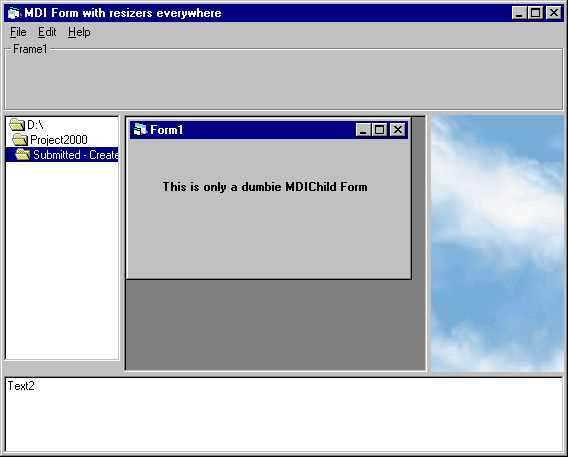 MDI Form with resizers everywhere
File Edit Help
Frame1
D:\
Project2000
Submitted - Create
Form1
This is only a dumbie MDIChild Form
Text2